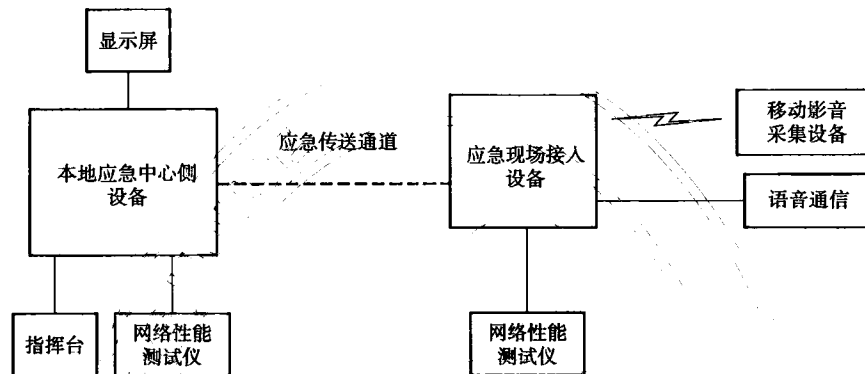 显示屏
本地应急中心侧
设备
应急传送通道
应急现场接入
设备
移动影音
采集设备
语音通信
指挥台
网络性能
测试仪
网络性能
测试仪